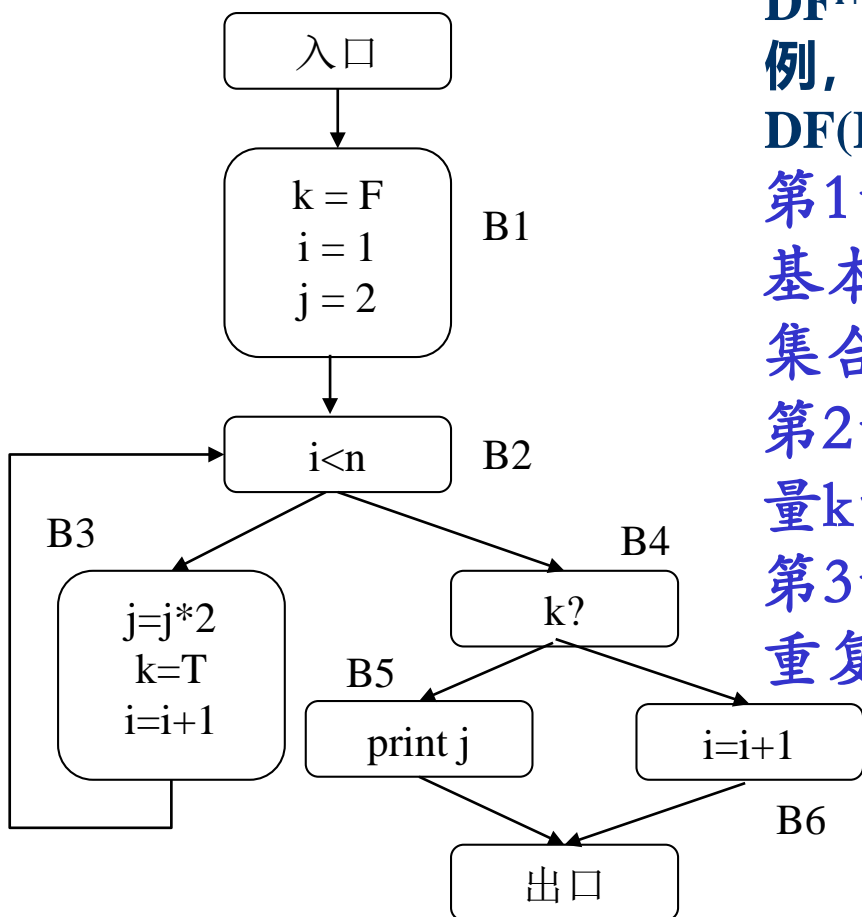 入口
k = F
i = 1
j = 2
B1
i<n
B2
B3
j=j*2
k=T
i=i+1
B4
k?
B5
print j
i=i+1
B6
出口
例，
第1
基本
集合
第2
量k
第3
重复